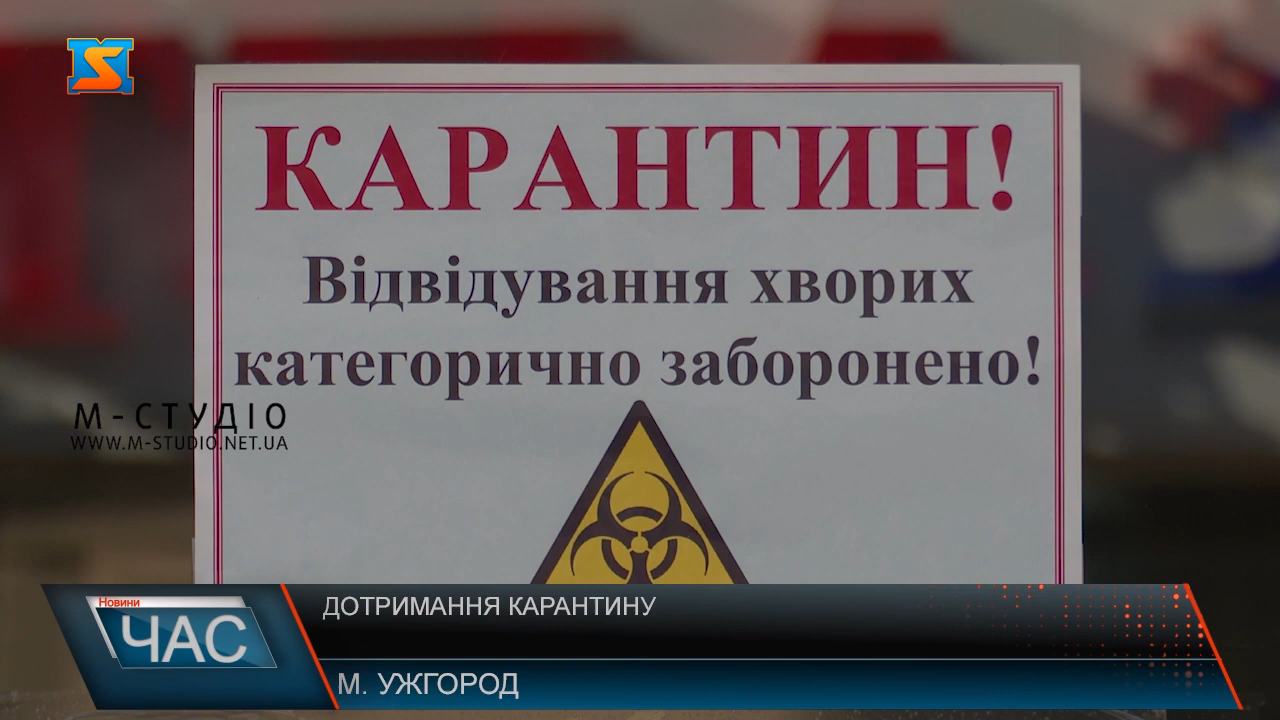 КАРАНТИН!
Відвідування хворих
категорично заборонено!
М-СТУДІО
WWW.M-STUDIO.NET.UA
Новини
ЧАС
ДОТРИМАННЯ КАРАНТИНУ
М. УЖГОРОД